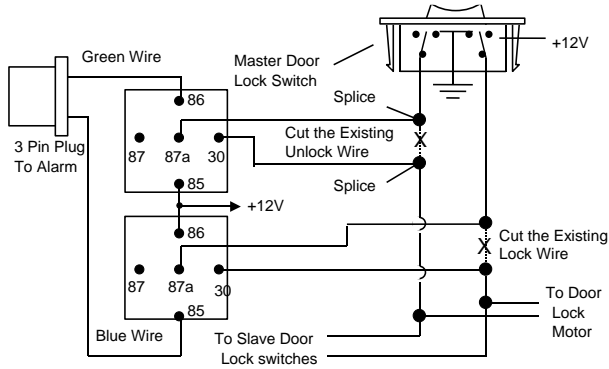 Green Wire
3 Pin Plug
To Alarm
86
87
87a
30
85
+12V
86
87
87a
30
85
Blue Wire
Master Door
Lock Switch
+12V
Splice
Cut the Existing
Unlock Wire
X
Splice
X
Cut the Existing
Lock Wire
To Door
Lock
Motor
To Slave Door
Lock switches